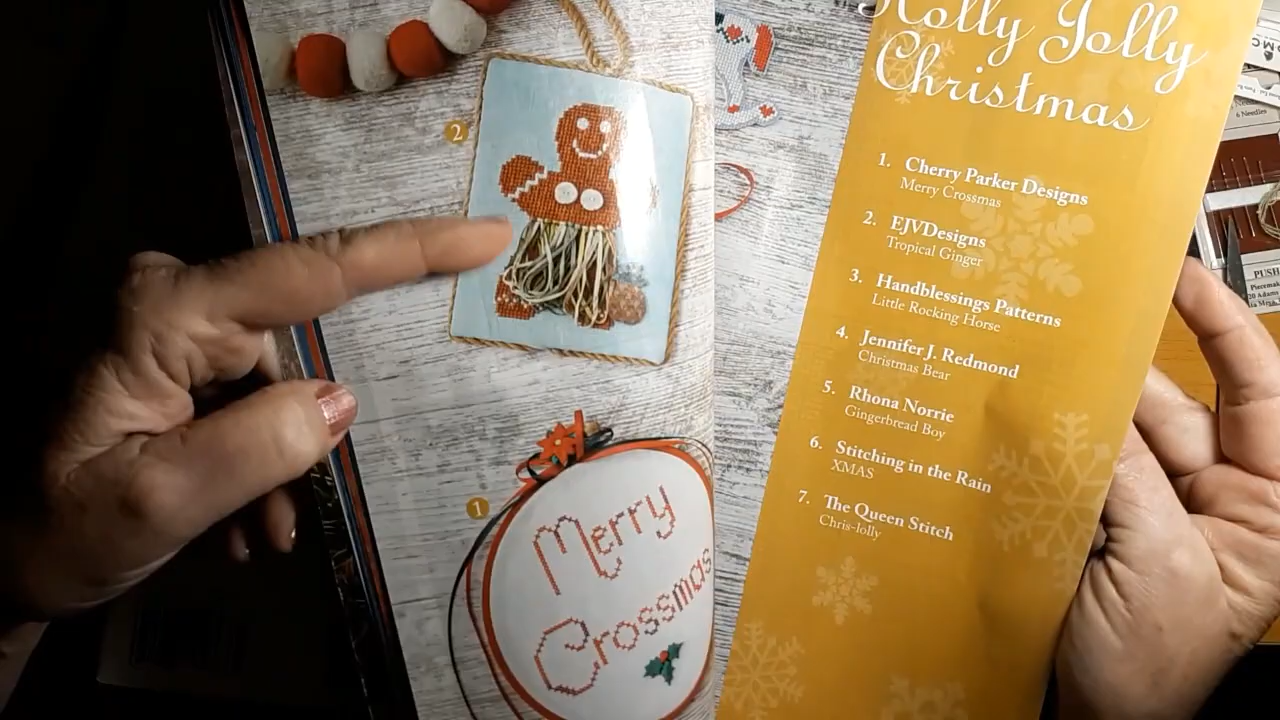 2
1
Merry
Crossmas
Holly Jolly
Christmas
1. Cherry Parker Designs
Merry Crossmas
2. EJVDesigns
Tropical Ginger
3. Handblessings Patterns
Little Rocking Horse
4. Jennifer J. Redmond
Christmas Bear
5. Rhona Norrie
Gingerbread Boy
6. Stitching in the Rain
XMAS
7. The Queen Stitch
Chris-lolly
6 Needles